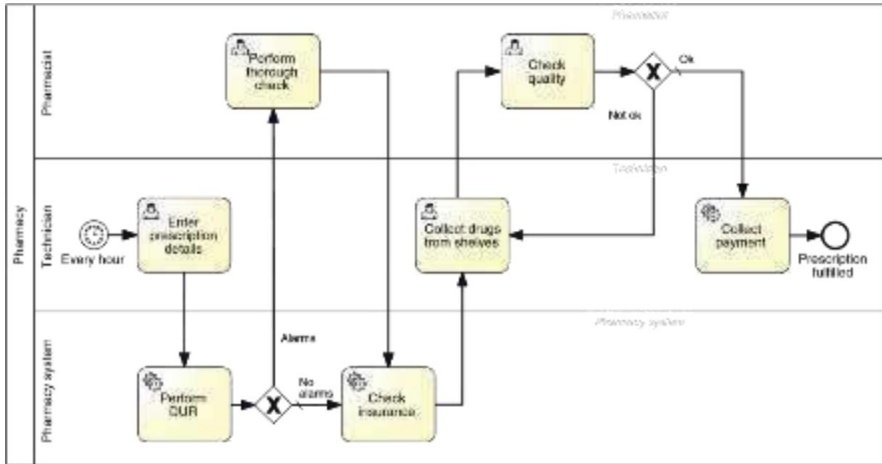 Pharmacy
Pharmacist
Pharmacist
Perform
thorough
check
Check
quality
Ok
Not ok
Technician
Technician
Every hour
Enter
prescription
details
Collect drugs
from shelves
Collect
payment
Prescription
fulfilled
Pharmacy system
Pharmacy system
Perform
DUR
Alarms
No
alarms
Check
insurance